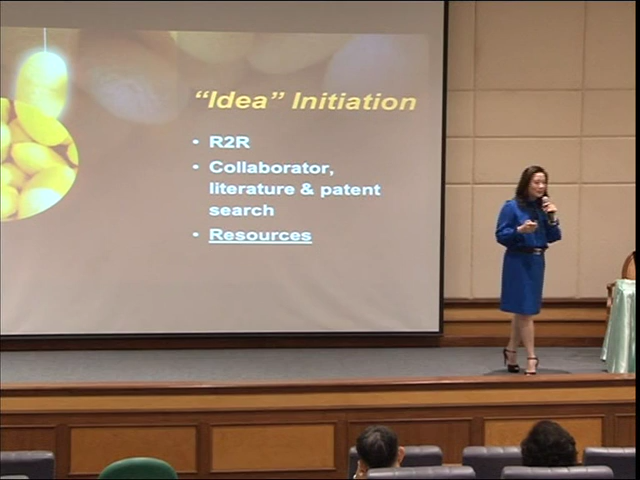 “Idea” Initiation
• R2R
• Collaborator,
literature & patent
search
• Resources